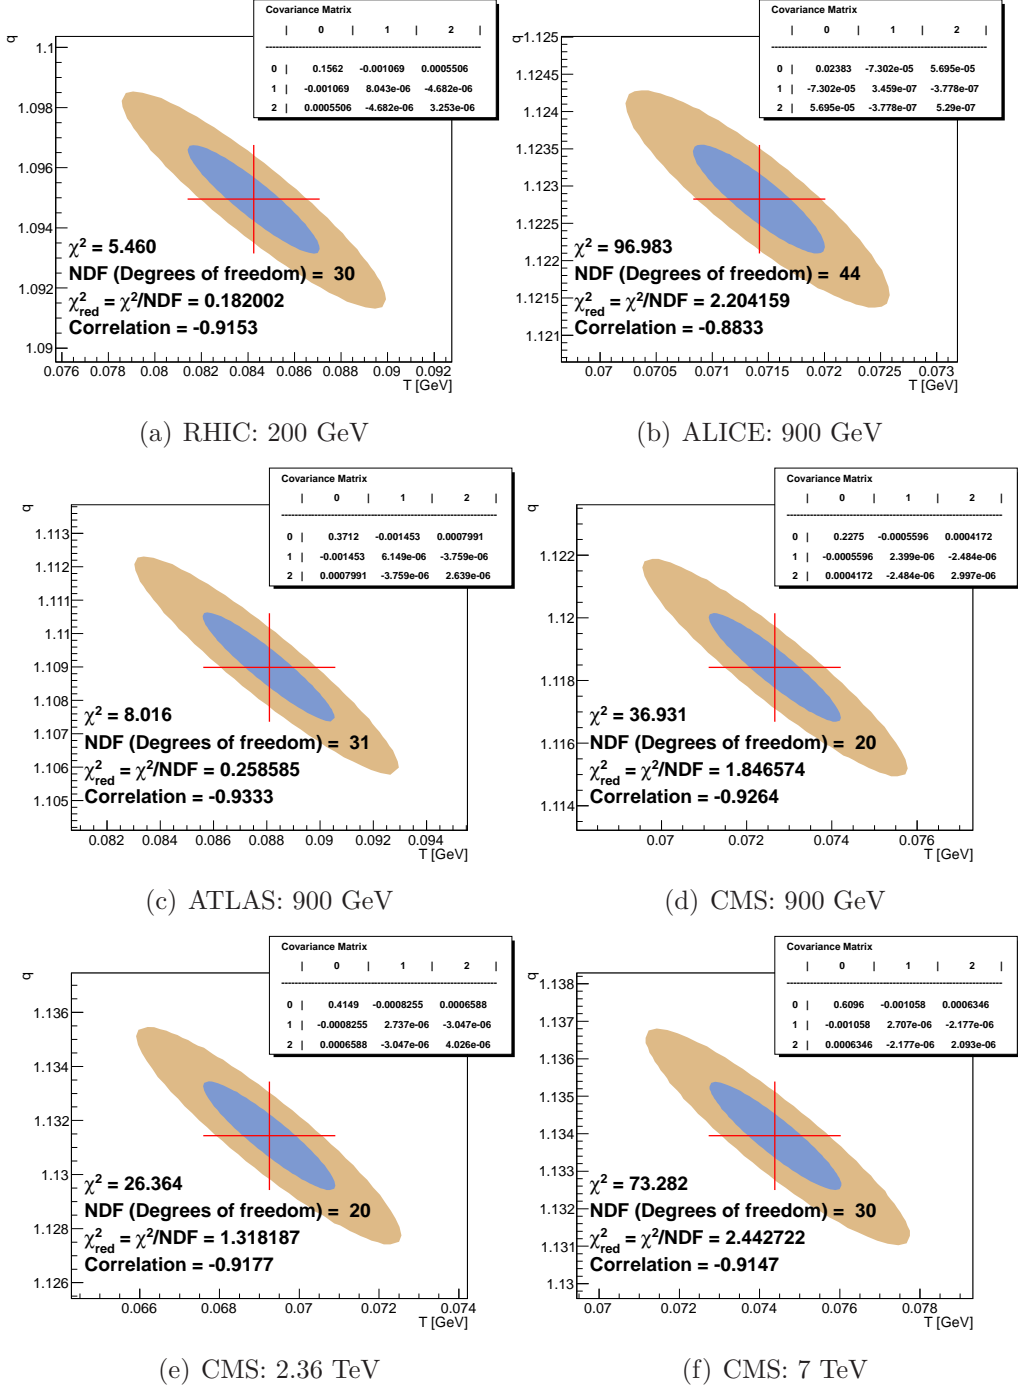 Covariance Matrix
| 0 | 1 | 2 |
0 | 0.1562 -0.001069 0.0005506
1 | -0.001069 8.043e-06 -4.682e-06
2 | 0.0005506 -4.682e-06 3.253e-06
q
1.1
1.098
1.096
1.094
1.092
1.09
χ² = 5.460
NDF (Degrees of freedom) = 30
χ²red = χ²/NDF = 0.182002
Correlation = -0.9153
0.076 0.078 0.08 0.082 0.084 0.086 0.088 0.09 0.092
T [GeV]
(a) RHIC: 200 GeV
Covariance Matrix
| 0 | 1 | 2 |
0 | 0.02383 -7.302e-05 5.695e-05
1 | -7.302e-05 3.459e-07 -3.778e-07
2 | 5.695e-05 -3.778e-07 5.29e-07
q
1.125
1.1245
1.124
1.1235
1.123
1.1225
1.122
1.1215
1.121
χ² = 96.983
NDF (Degrees of freedom) = 44
χ²red = χ²/NDF = 2.204159
Correlation = -0.8833
0.07 0.0705 0.071 0.0715 0.072 0.0725 0.073
T [GeV]
(b) ALICE: 900 GeV
Covariance Matrix
| 0 | 1 | 2 |
0 | 0.3712 -0.001453 0.0007991
1 | -0.001453 6.149e-06 -3.759e-06
2 | 0.0007991 -3.759e-06 2.639e-06
q
1.113
1.112
1.111
1.11
1.109
1.108
1.107
1.106
1.105
χ² = 8.016
NDF (Degrees of freedom) = 31
χ²red = χ²/NDF = 0.258585
Correlation = -0.9333
0.082 0.084 0.086 0.088 0.09 0.092 0.094
T [GeV]
(c) ATLAS: 900 GeV
Covariance Matrix
| 0 | 1 | 2 |
0 | 0.2275 -0.0005596 0.0004172
1 | -0.0005596 2.399e-06 -2.484e-06
2 | 0.0004172 -2.484e-06 2.997e-06
q
1.122
1.12
1.118
1.116
1.114
χ² = 36.931
NDF (Degrees of freedom) = 20
χ²red = χ²/NDF = 1.846574
Correlation = -0.9264
0.07 0.072 0.074 0.076
T [GeV]
(d) CMS: 900 GeV
Covariance Matrix
| 0 | 1 | 2 |
0 | 0.4149 -0.0008255 0.0006588
1 | -0.0008255 2.737e-06 -3.047e-06
2 | 0.0006588 -3.047e-06 4.026e-06
q
1.136
1.134
1.132
1.13
1.128
1.126
χ² = 26.364
NDF (Degrees of freedom) = 20
χ²red = χ²/NDF = 1.318187
Correlation = -0.9177
0.066 0.068 0.07 0.072 0.074
T [GeV]
(e) CMS: 2.36 TeV
Covariance Matrix
| 0 | 1 | 2 |
0 | 0.6096 -0.001058 0.0006346
1 | -0.001058 2.707e-06 -2.177e-06
2 | 0.0006346 -2.177e-06 2.093e-06
q
1.138
1.137
1.136
1.135
1.134
1.133
1.132
1.131
1.13
χ² = 73.282
NDF (Degrees of freedom) = 30
χ²red = χ²/NDF = 2.442722
Correlation = -0.9147
0.07 0.072 0.074 0.076 0.078
T [GeV]
(f) CMS: 7 TeV